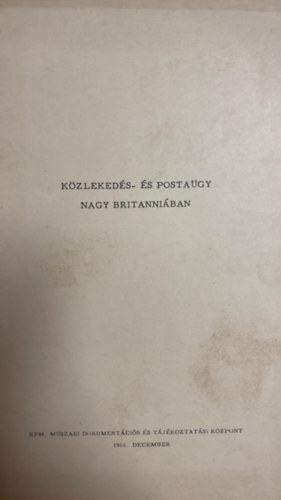 KÖZLEKEDÉS- ÉS POSTAÜGY
NAGY BRITANNIÁBAN
KPM. MŰSZAKI DOKUMENTÁCIÓS ÉS TÁJÉKOZTATÁSI KÖZPONT
DECEMBER